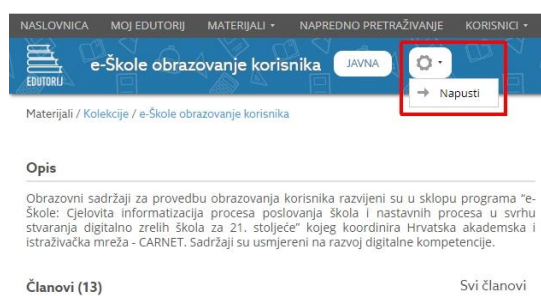 NASLOVNICA MOJ EDUTORIJ MATERIJALI NAPREDNO PRETRAŽIVANJE KORISNICI
EDUTORIJ e-Škole obrazovanje korisnika JAVNA
Napusti
Materijali / Kolekcije / e-Škole obrazovanje korisnika
Opis
Obrazovni sadržaji za provedbu obrazovanja korisnika razvijeni su u sklopu programa "e-
Škole: Cjelovita informatizacija procesa poslovanja škola i nastavnih procesa u svrhu
stvaranja digitalno zrelih škola za 21. stoljeće" kojeg koordinira Hrvatska akademska i
istraživačka mreža - CARNET. Sadržaji su usmjereni na razvoj digitalne kompetencije.
Članovi (13) Svi članovi